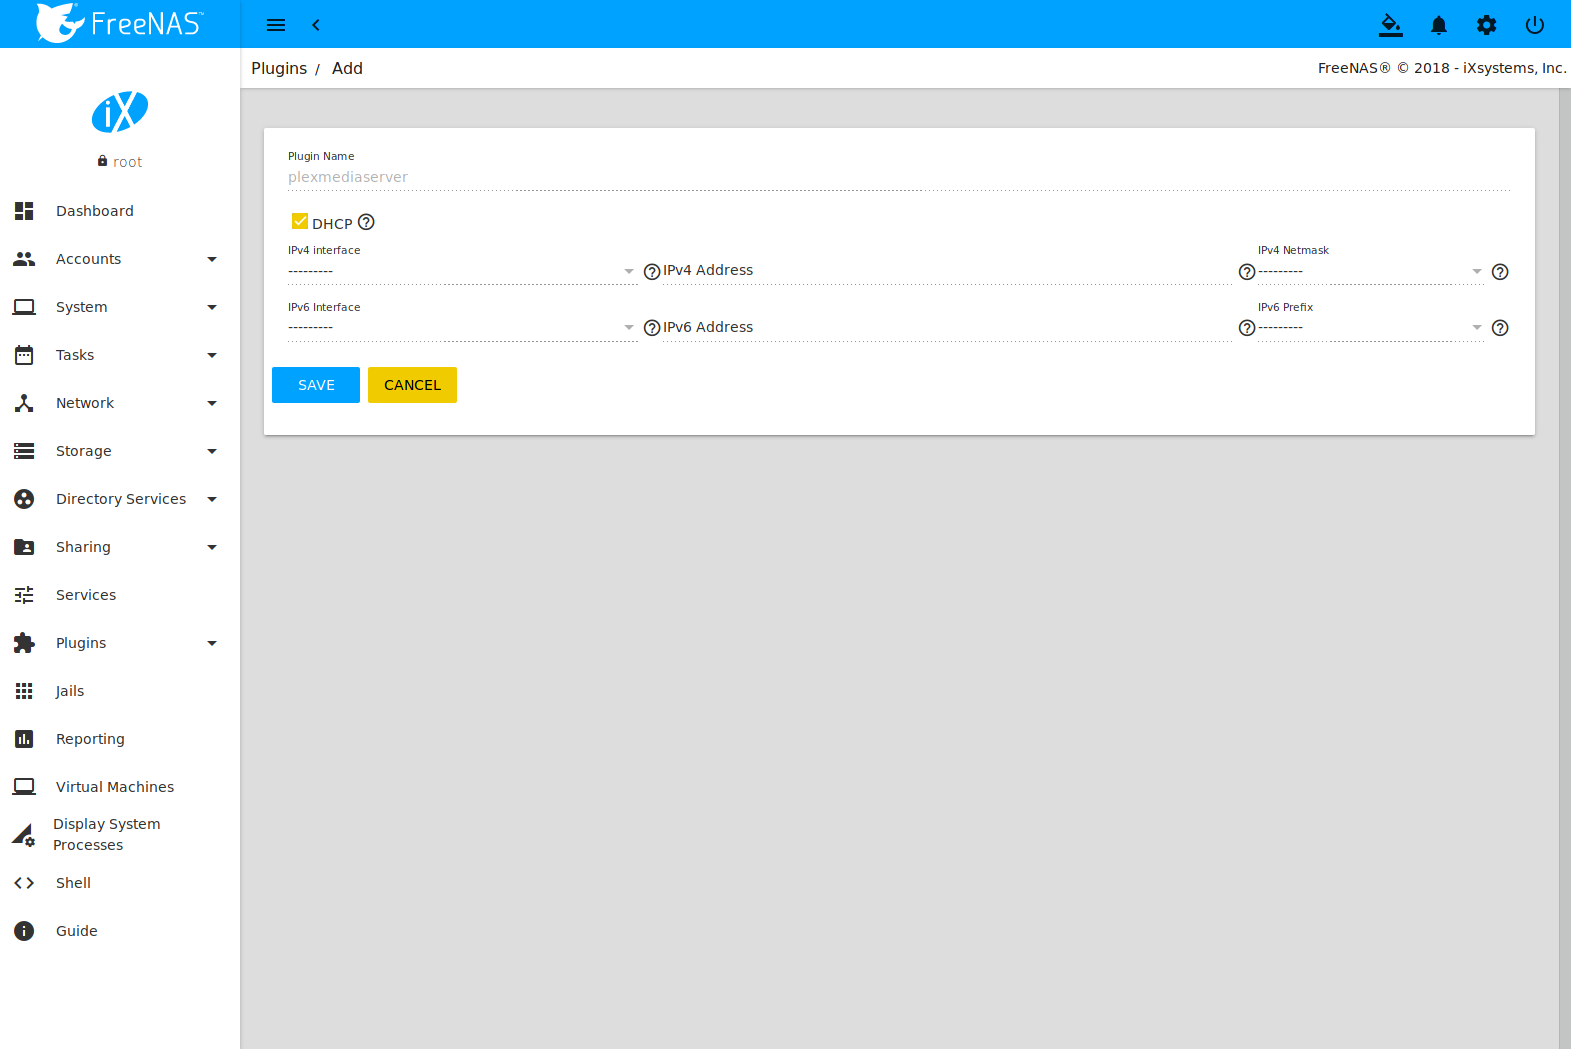 FreeNAS™
Plugins / Add
FreeNAS® © 2018 - iXsystems, Inc.
iX
root
Dashboard
Accounts
System
Tasks
Network
Storage
Directory Services
Sharing
Services
Plugins
Jails
Reporting
Virtual Machines
Display System
Processes
Shell
Guide
Plugin Name
plexmediaserver
DHCP
IPv4 interface
---------
IPv4 Address
IPv4 Netmask
---------
IPv6 Interface
---------
IPv6 Address
IPv6 Prefix
---------
SAVE
CANCEL